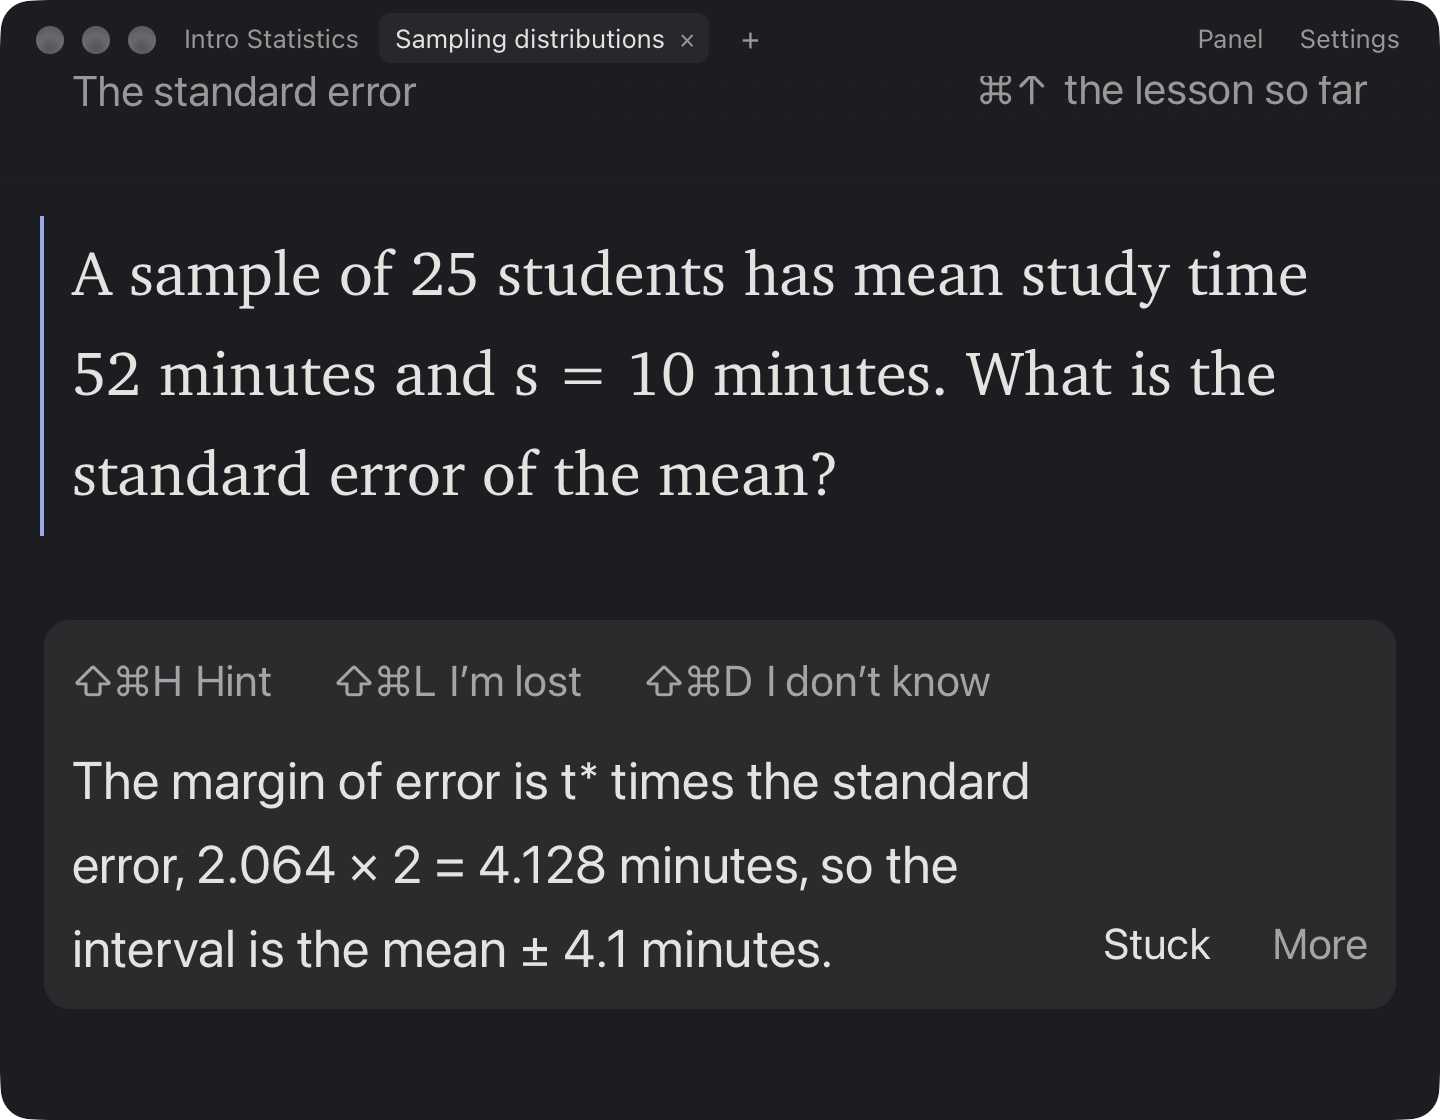 Intro Statistics
Sampling distributions ×
+
Panel
Settings
The standard error
⌘↑ the lesson so far
A sample of 25 students has mean study time
52 minutes and s = 10 minutes. What is the
standard error of the mean?
⇧⌘H Hint
⇧⌘L I’m lost
⇧⌘D I don’t know
The margin of error is t* times the standard
error, 2.064 × 2 = 4.128 minutes, so the
interval is the mean ± 4.1 minutes.
Stuck
More